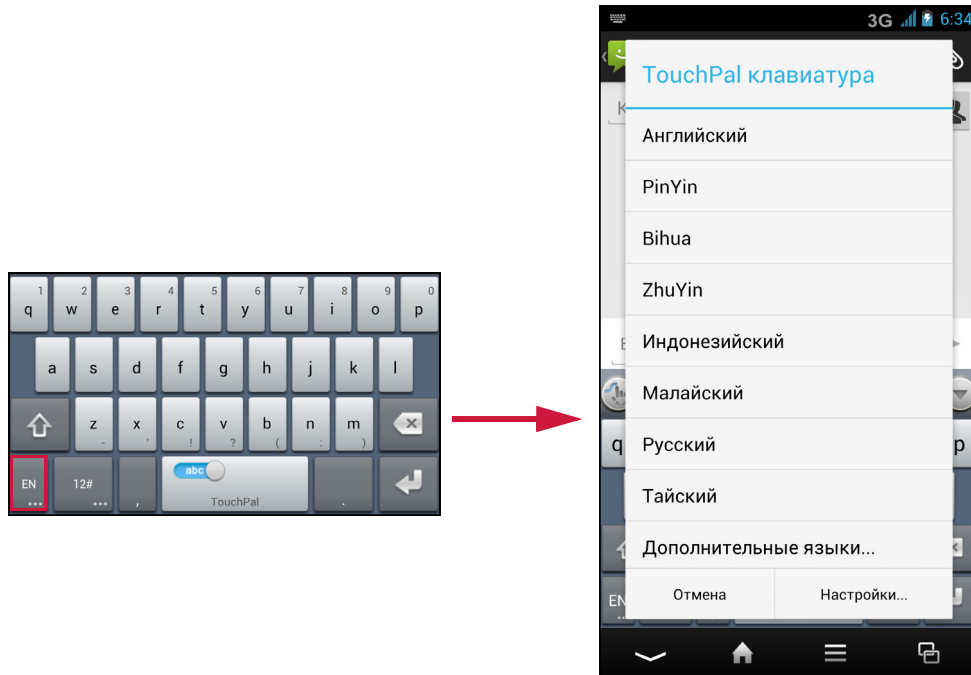 1 2 3 4 5 6 7 8 9 0
q w e r t y u i o p
a s d f g h j k l
z x c v b n m
- ' ! ? ( : )
EN 12# , abc .
... ... TouchPal
3G 6:34
TouchPal клавиатура
К
Английский
PinYin
Bihua
ZhuYin
Индонезийский
Малайский
Русский
Тайский
q p
Дополнительные языки...
EN
Отмена Настройки...